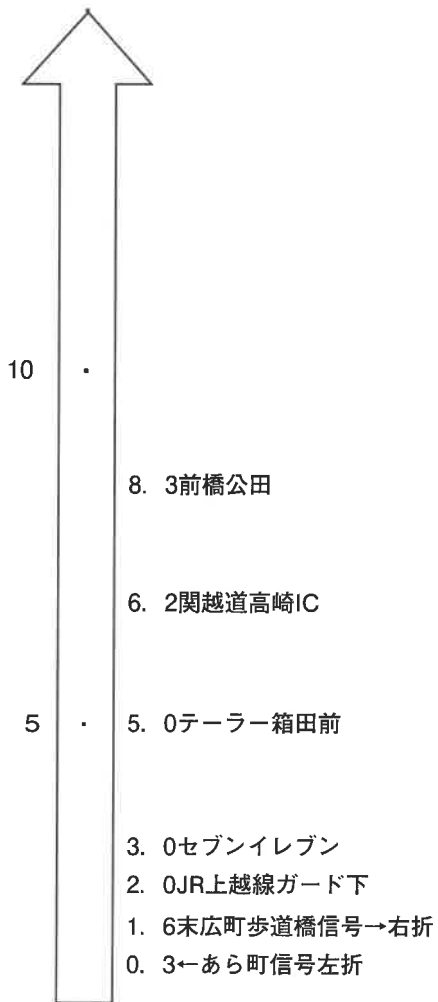 10
8. 3前橋公田
6. 2関越道高崎IC
5 5. 0テーラー箱田前
3. 0セブンイレブン
2. 0JR上越線ガード下
1. 6末広町歩道橋信号→右折
0. 3←あら町信号左折